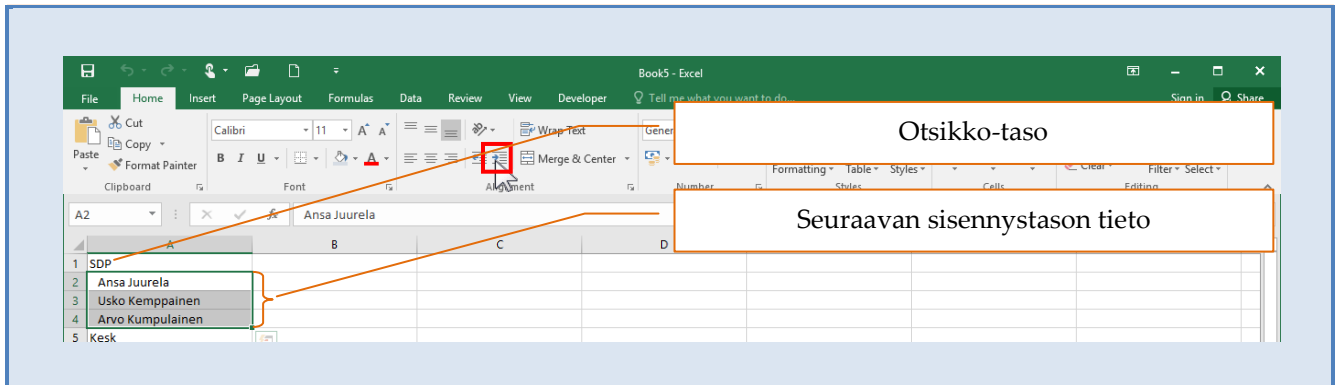 Book5 - Excel
File Home Insert Page Layout Formulas Data Review View Developer Tell me what you want to do... Sign in Share
Cut
Copy
Paste
Format Painter
Calibri 11 A A
B I U A
Wrap Text
Merge & Center
Formatting Table Styles
Clear
Filter Select
Clipboard Font Alignment Number Styles Cells Editing
Otsikko-taso
Seuraavan sisennystason tieto
A2 fx Ansa Juurela
A B C D
1 SDP
2 Ansa Juurela
3 Usko Kemppainen
4 Arvo Kumpulainen
5 Kesk